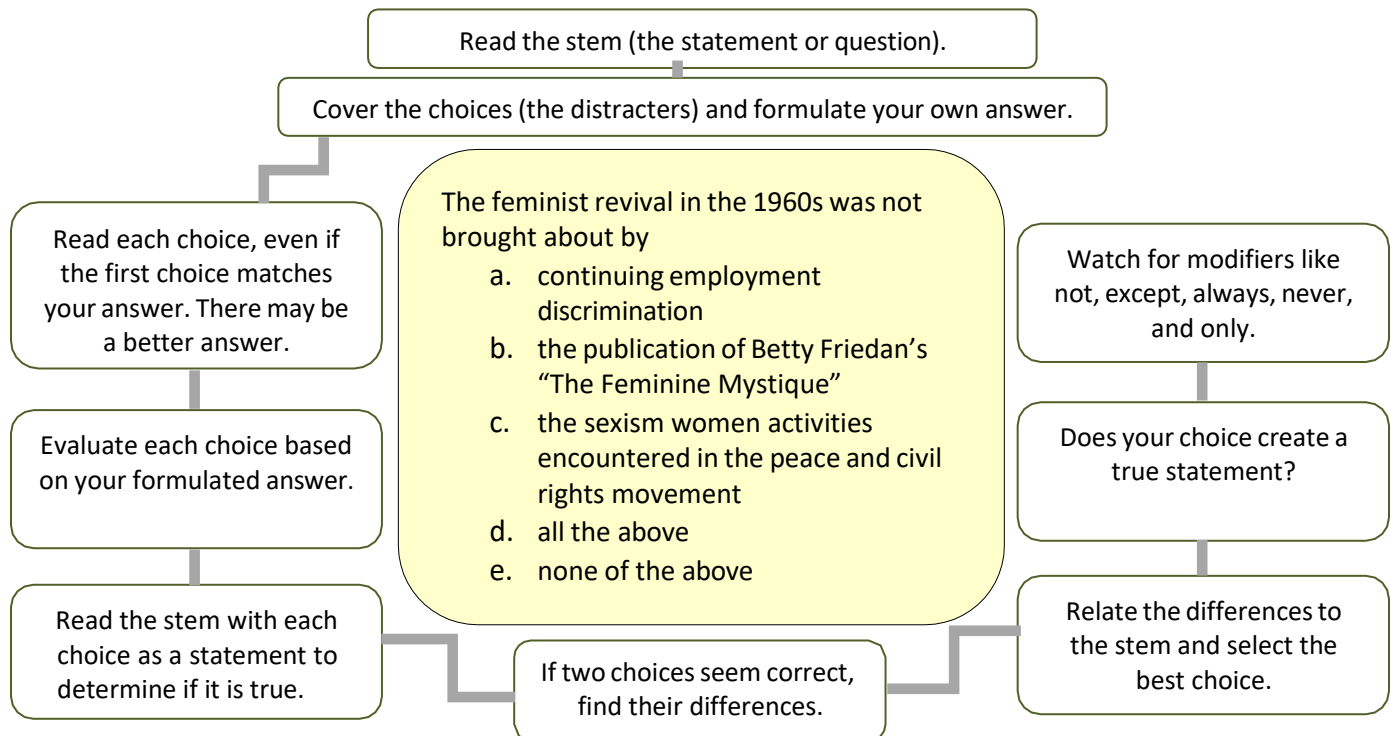 Read the stem (the statement or question).
Cover the choices (the distracters) and formulate your own answer.
Read each choice, even if
the first choice matches
your answer. There may be
a better answer.
Evaluate each choice based
on your formulated answer.
Read the stem with each
choice as a statement to
determine if it is true.
If two choices seem correct,
find their differences.
Relate the differences to
the stem and select the
best choice.
Does your choice create a
true statement?
Watch for modifiers like
not, except, always, never,
and only.
The feminist revival in the 1960s was not
brought about by
a. continuing employment
discrimination
b. the publication of Betty Friedan’s
“The Feminine Mystique”
c. the sexism women activities
encountered in the peace and civil
rights movement
d. all the above
e. none of the above